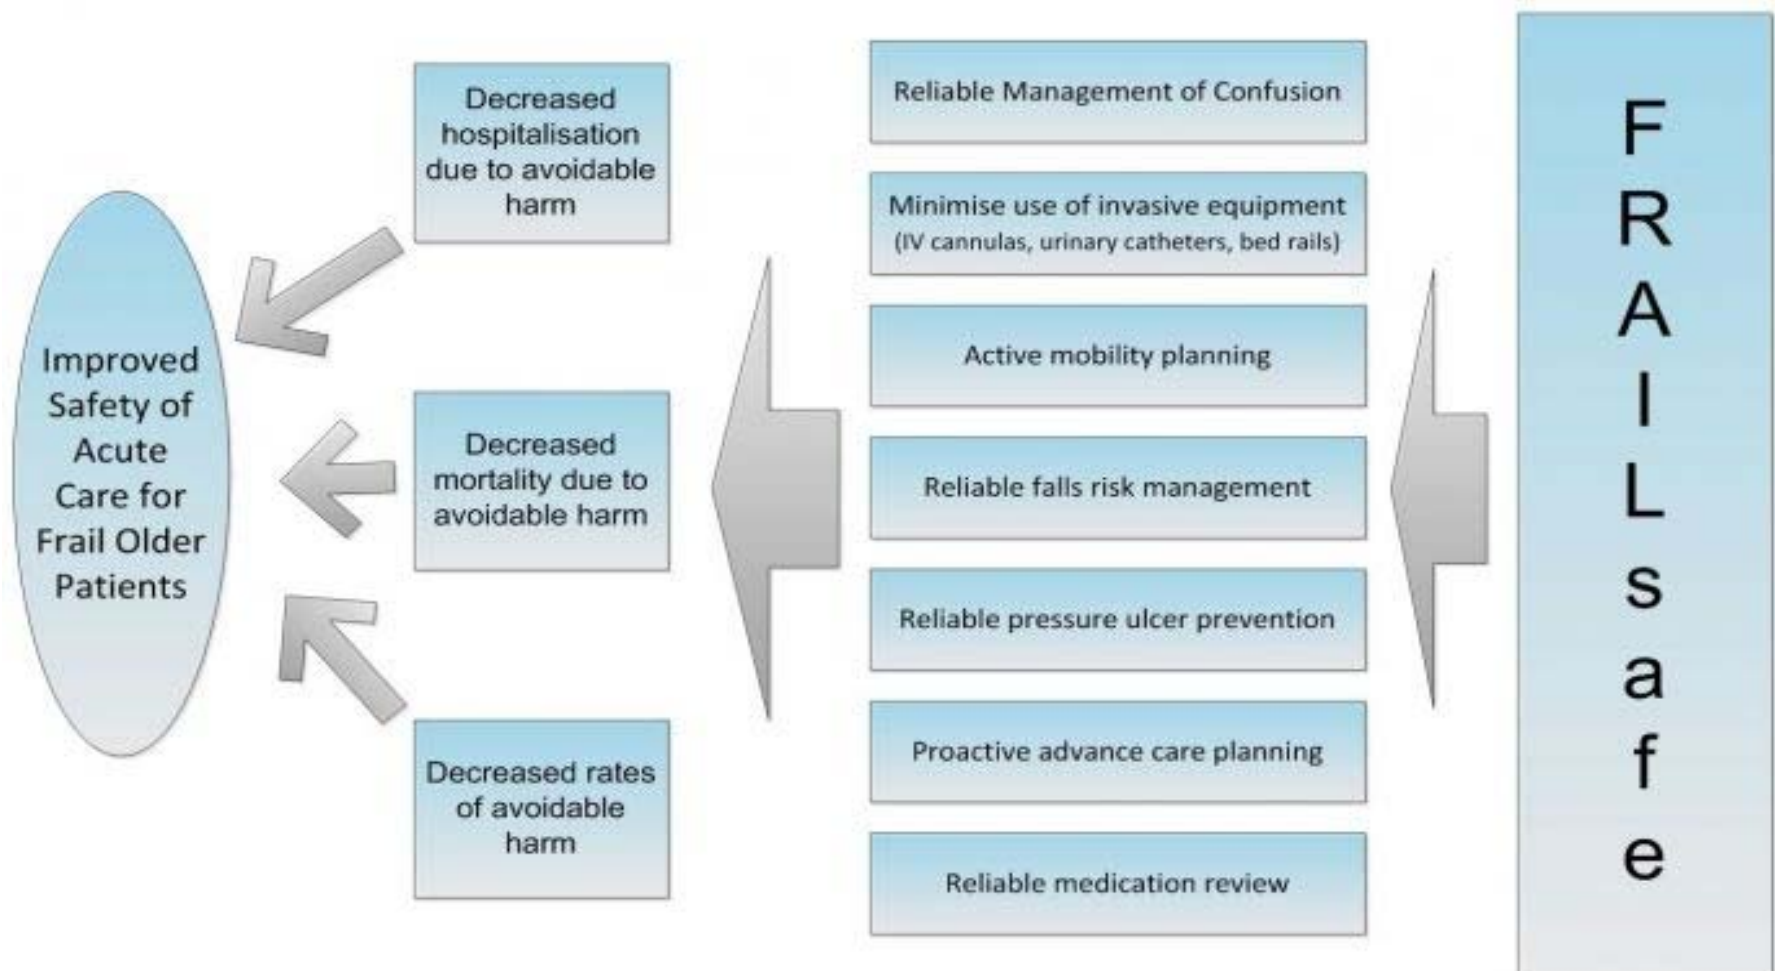 Improved
Safety of
Acute
Care for
Frail Older
Patients
Decreased
hospitalisation
due to avoidable
harm
Decreased
mortality due to
avoidable harm
Decreased rates
of avoidable
harm
Reliable Management of Confusion
Minimise use of invasive equipment
(IV cannulas, urinary catheters, bed rails)
Active mobility planning
Reliable falls risk management
Reliable pressure ulcer prevention
Proactive advance care planning
Reliable medication review
F
R
A
I
L
s
a
f
e